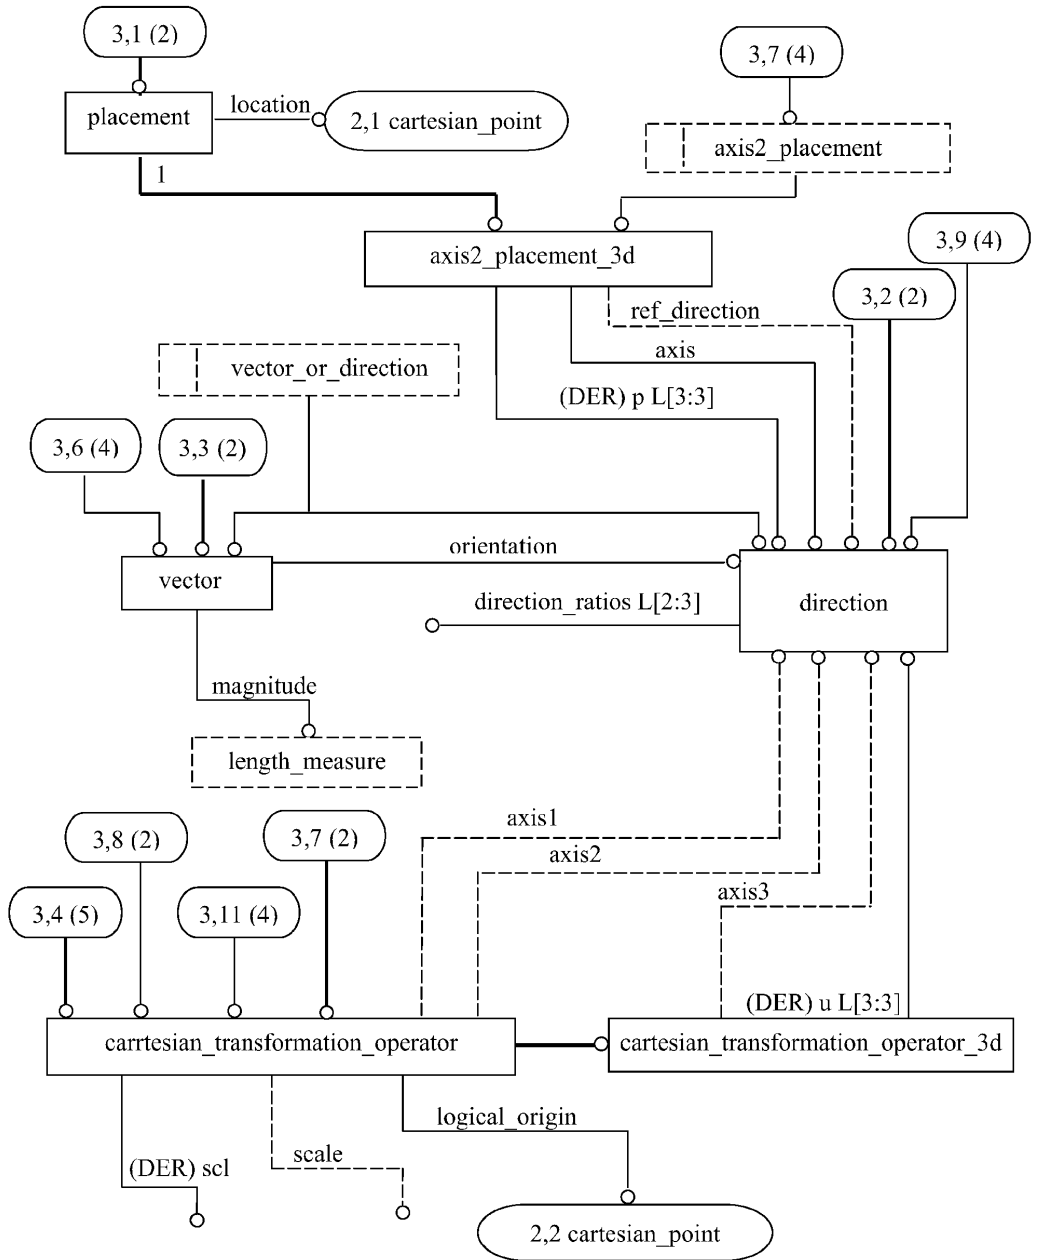 3,1 (2)
3,7 (4)
location
placement
2,1 cartesian_point
axis2_placement
1
3,9 (4)
axis2_placement_3d
3,2 (2)
ref_direction
axis
vector_or_direction
(DER) p L[3:3]
3,6 (4)
3,3 (2)
orientation
vector
direction_ratios L[2:3]
direction
magnitude
length_measure
axis1
3,8 (2)
3,7 (2)
axis2
axis3
3,4 (5)
3,11 (4)
(DER) u L[3:3]
carrtesian_transformation_operator
cartesian_transformation_operator_3d
logical_origin
scale
(DER) scl
2,2 cartesian_point